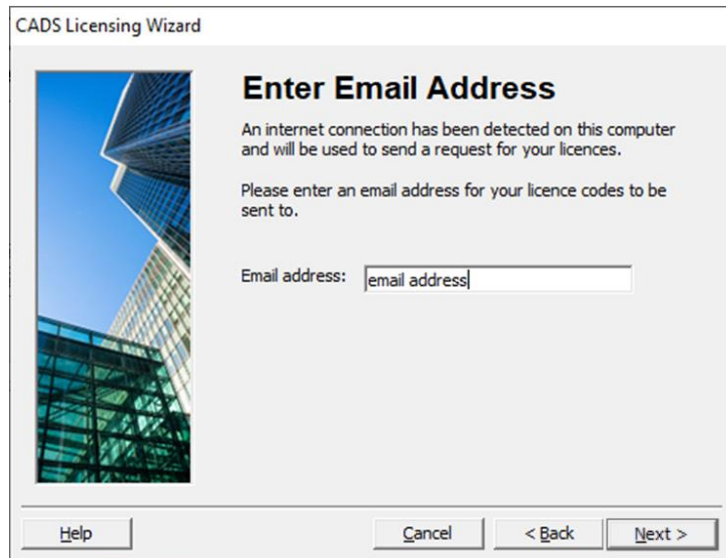 CADS Licensing Wizard
Enter Email Address
An internet connection has been detected on this computer
and will be used to send a request for your licences.
Please enter an email address for your licence codes to be
sent to.
Email address: email address
Help Cancel < Back Next >